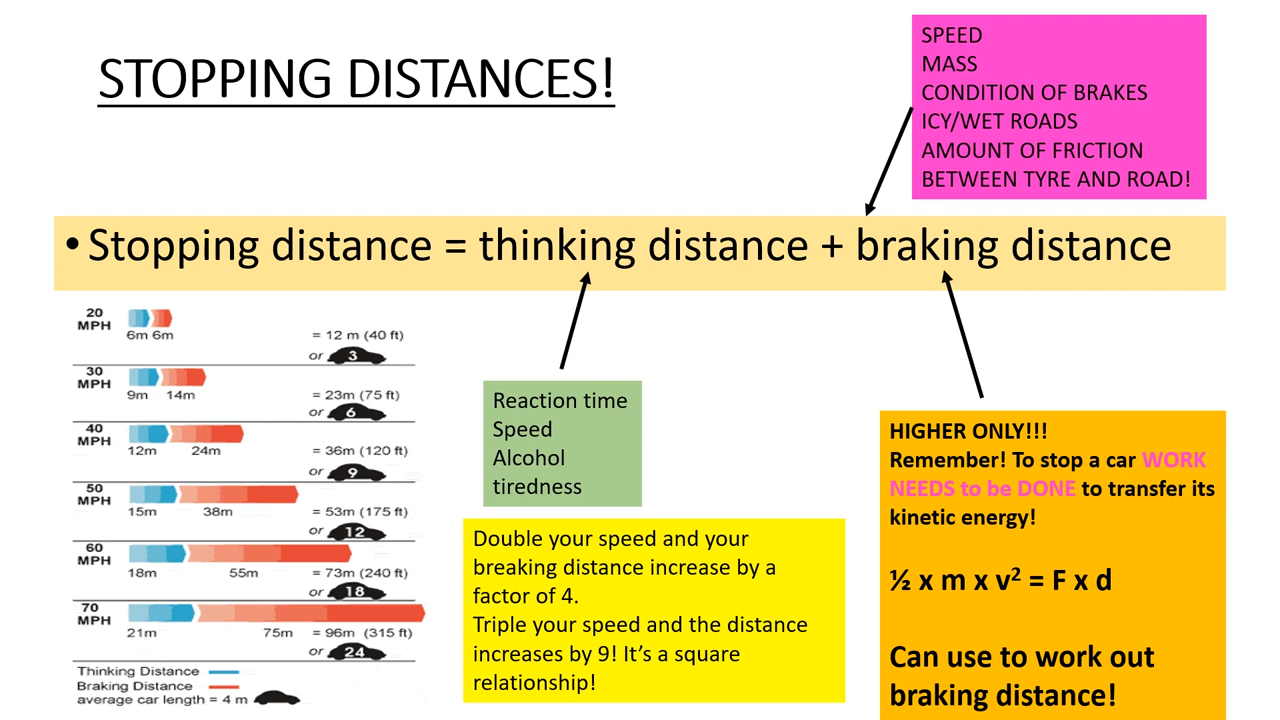 STOPPING DISTANCES!
SPEED
MASS
CONDITION OF BRAKES
ICY/WET ROADS
AMOUNT OF FRICTION
BETWEEN TYRE AND ROAD!
• Stopping distance = thinking distance + braking distance
20
MPH
6m 6m
= 12 m (40 ft)
or 3
30
MPH
9m 14m
= 23m (75 ft)
or 6
40
MPH
12m 24m
= 36m (120 ft)
or 9
50
MPH
15m 38m
= 53m (175 ft)
or 12
60
MPH
18m 55m = 73m (240 ft)
or 18
70
MPH
21m 75m = 96m (315 ft)
or 24
Thinking Distance
Braking Distance
average car length = 4 m
Reaction time
Speed
Alcohol
tiredness
Double your speed and your
breaking distance increase by a
factor of 4.
Triple your speed and the distance
increases by 9! It’s a square
relationship!
HIGHER ONLY!!!
Remember! To stop a car WORK
NEEDS to be DONE to transfer its
kinetic energy!
½ x m x v² = F x d
Can use to work out
braking distance!